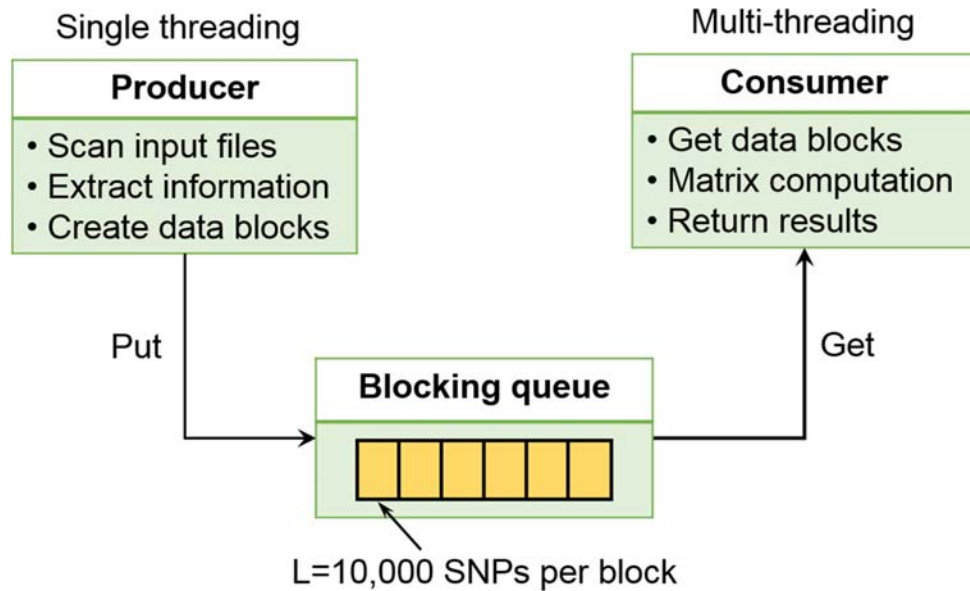 Single threading
Producer
• Scan input files
• Extract information
• Create data blocks
Multi-threading
Consumer
• Get data blocks
• Matrix computation
• Return results
Put
Get
Blocking queue
L=10,000 SNPs per block